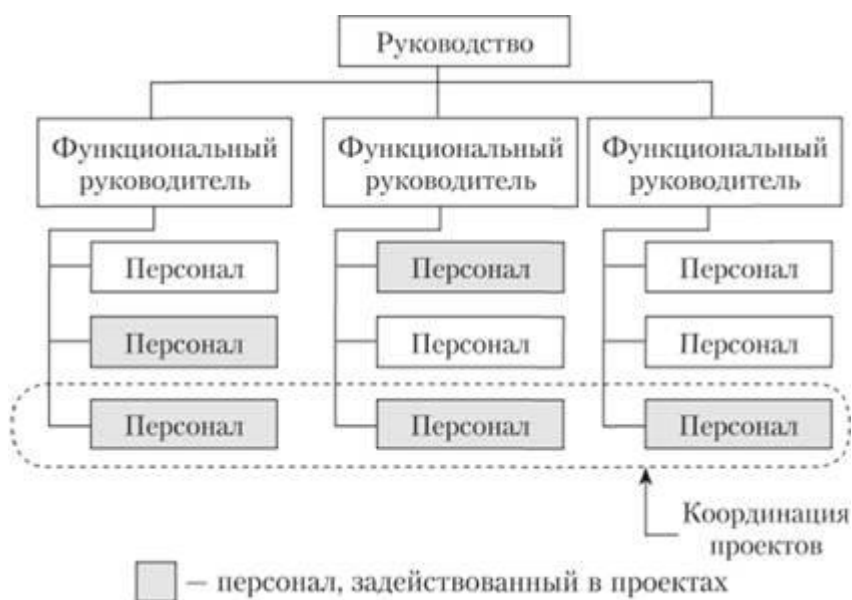 Руководство
Функциональный
руководитель
Функциональный
руководитель
Функциональный
руководитель
Персонал
Персонал
Персонал
Персонал
Персонал
Персонал
Персонал
Персонал
Персонал
Координация
проектов
— персонал, задействованный в проектах